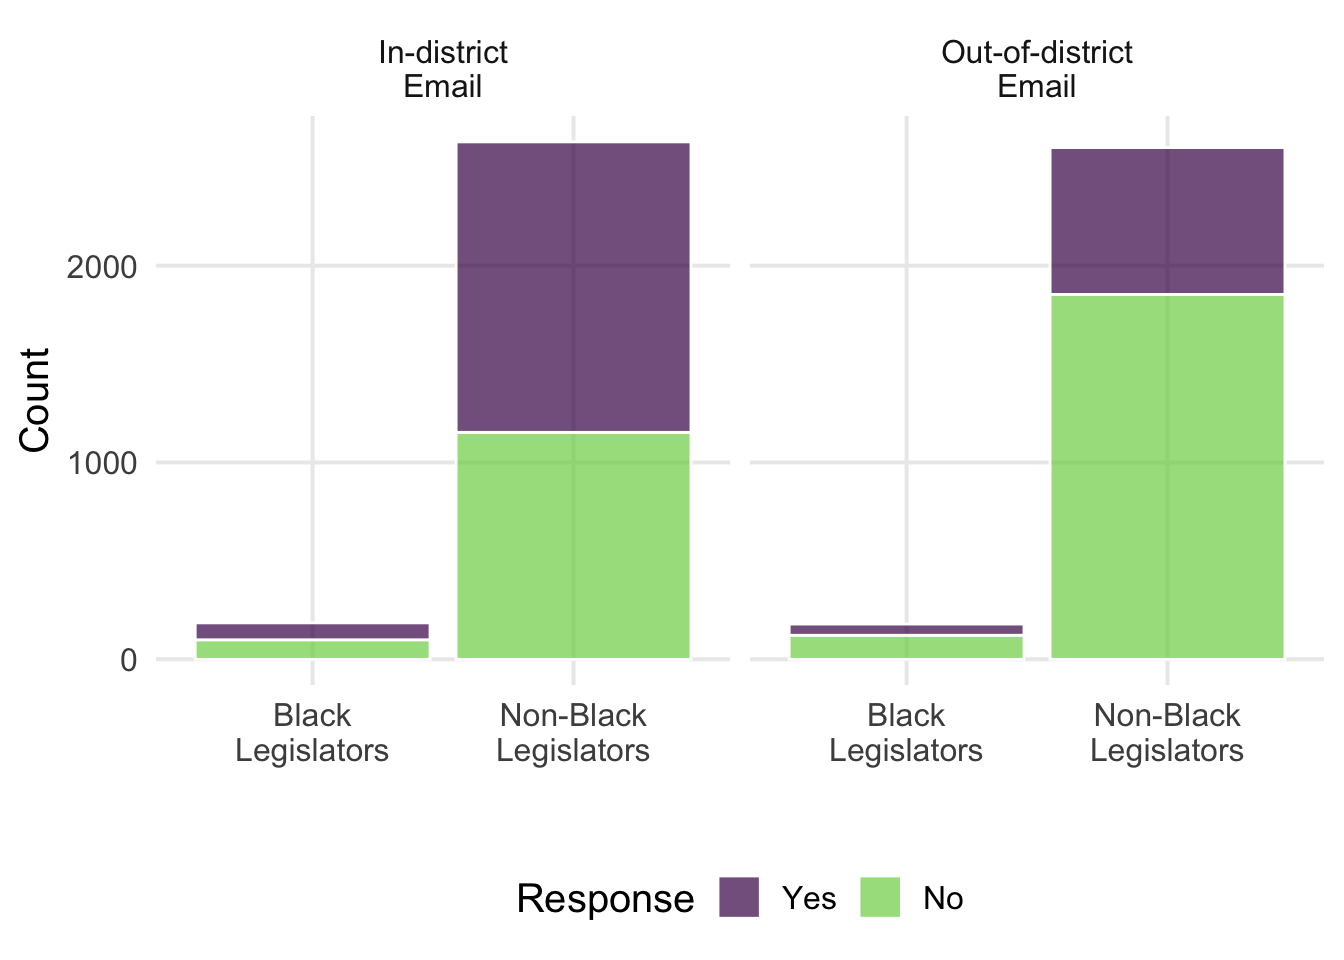 In-district
Email
Out-of-district
Email
Count
2000
1000
0
Black
Legislators
Non-Black
Legislators
Black
Legislators
Non-Black
Legislators
Response Yes No